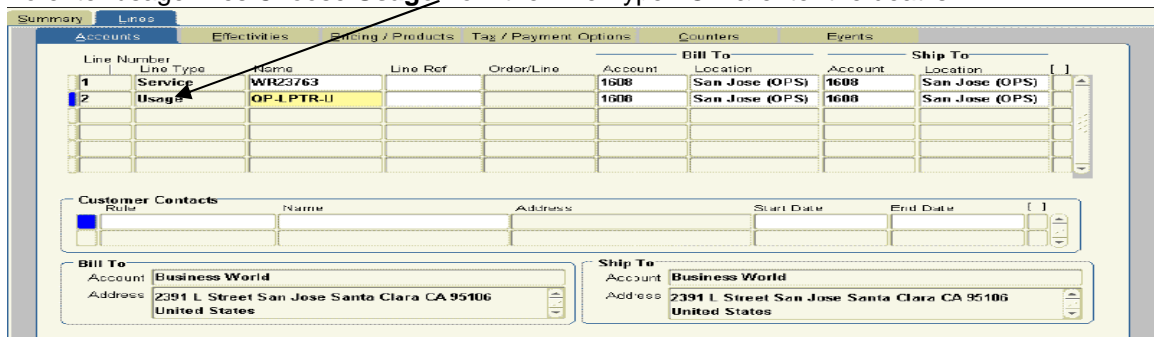 Summary Lines
Accounts Effectivities Pricing / Products Tax / Payment Options Counters Events
Bill To Ship To
Line Number
Line Type Name Line Ref Order/Line Account Location Account Location [ ]
1 Service WR23763 1608 San Jose (OPS) 1608 San Jose (OPS)
2 Usage OP-LPTR-U 1608 San Jose (OPS) 1608 San Jose (OPS)
Customer Contacts
Rule Name Address Start Date End Date [ ]
Bill To Ship To
Account Business World Account Business World
Address 2391 L Street San Jose Santa Clara CA 95106 Address 2391 L Street San Jose Santa Clara CA 95106
United States United States